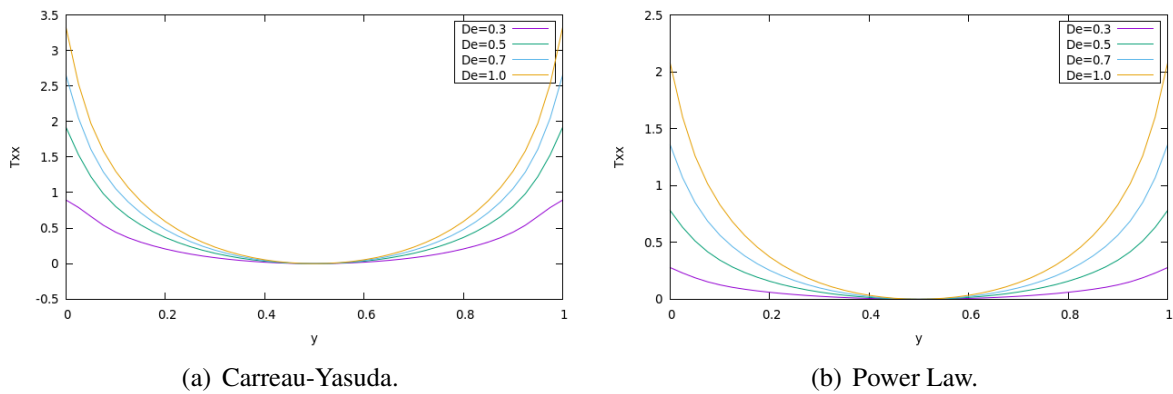 3.5
3
2.5
2
1.5
1
0.5
0
-0.5
Txx
0 0.2 0.4 0.6 0.8 1
y
De=0.3
De=0.5
De=0.7
De=1.0
(a) Carreau-Yasuda.
2.5
2
1.5
1
0.5
0
Txx
0 0.2 0.4 0.6 0.8 1
y
De=0.3
De=0.5
De=0.7
De=1.0
(b) Power Law.